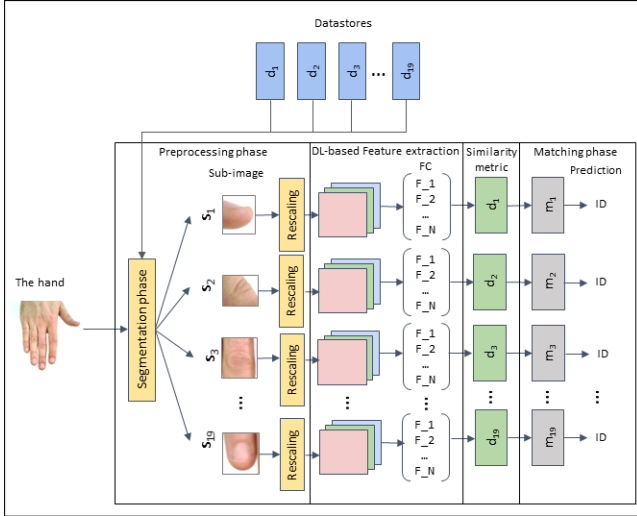 Datastores
d1 d2 d3 ... d19
Preprocessing phase DL-based Feature extraction Similarity metric Matching phase
Sub-image FC Prediction
The hand
Segmentation phase
S1 Rescaling F_1 F_2 ... F_N d1 m1 ID
S2 Rescaling F_1 F_2 ... F_N d2 m2 ID
S3 Rescaling F_1 F_2 ... F_N d3 m3 ID
... ... ... ... ... ...
S19 Rescaling F_1 F_2 ... F_N d19 m19 ID